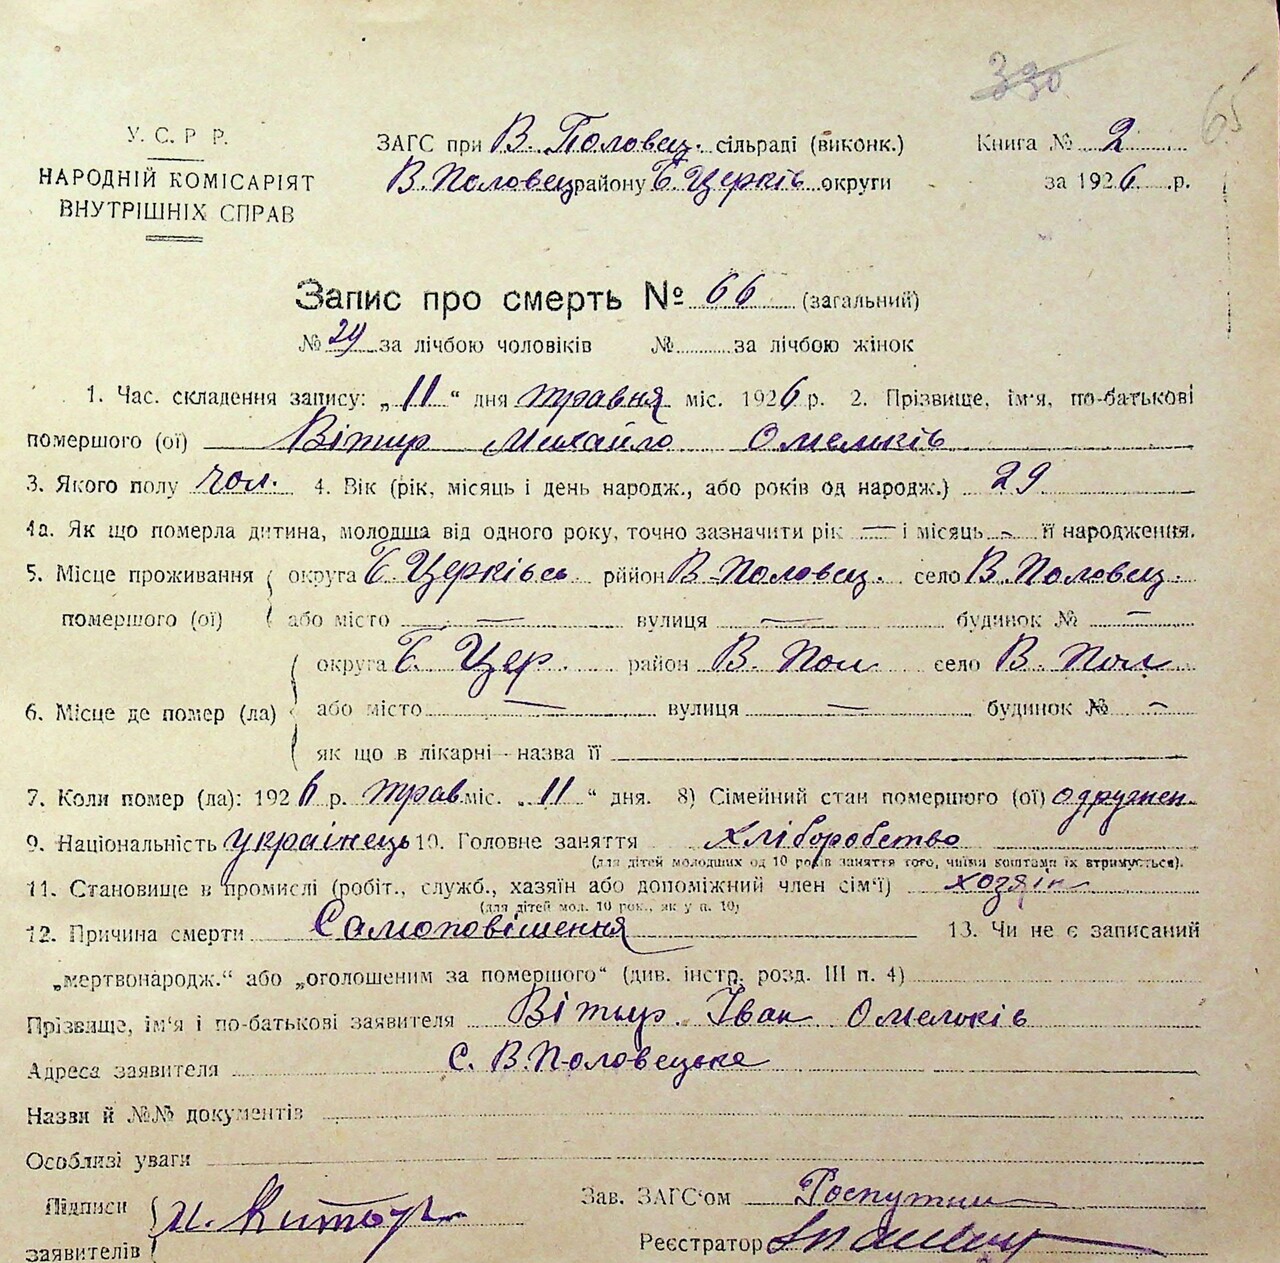 330
65
У. С. Р. Р.
НАРОДНІЙ КОМІСАРІЯТ
ВНУТРІШНІХ СПРАВ
ЗАГС при В. Половец. сільраді (виконк.)
В. Половец району Б Церків округи
Книга № 2
за 1926 р.
Запис про смерть № 66 (загальний)
№ 29 за лічбою чоловіків № за лічбою жінок
1. Час складення запису: „11“ дня травня міс. 1926 р. 2. Прізвище, ім'я, по-батькові
помершого (ої) Вітир Михайло Омельків
3. Якого полу чол. 4. Вік (рік, місяць і день народж., або років од народж.) 29
4а. Як що померла дитина, молодша від одного року, точно зазначити рік — і місяць - її народження.
5. Місце проживання помершого (ої) округа Б Церківсь район В-Половец. село В. Половец.
або місто — вулиця — будинок № —
6. Місце де помер (ла) округа Б. Цер. район В. Пол село В. Пол
або місто — вулиця — будинок № -
як що в лікарні - назва її
7. Коли помер (ла): 1926 р. трав. міс. „11“ дня. 8) Сімейний стан помершого (ої) одружен.
9. Національність українець 10. Головне заняття хліборобство
(для дітей молодших од 10 років заняття того, чиїми коштами їх втримується).
11. Становище в промислі (робіт., служб., хазяїн або допоміжний член сім'ї) хозяін
(для дітей мол. 10 рок., як у п. 10)
12. Причина смерти Самоповішення 13. Чи не є записаний
„мертвонародж.“ або „оголошеним за помершого“ (див. інстр. розд. III п. 4)
Прізвище, ім'я і по-батькові заявителя Вітир. Іван Омельків
Адреса заявителя С. В. Половецьке
Назви й №№ документів
Особлизі уваги
Підписи
заявителів
Зав. ЗАГС'ом
Реєстратор